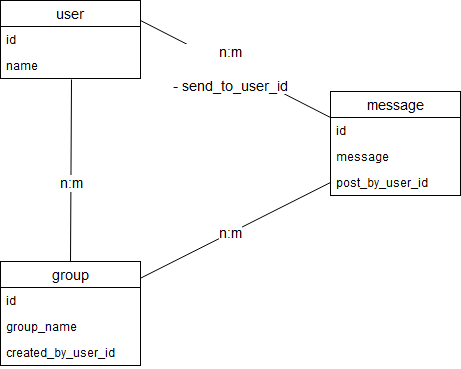 user
id
name
n:m
- send_to_user_id
message
id
message
post_by_user_id
n:m
n:m
group
id
group_name
created_by_user_id